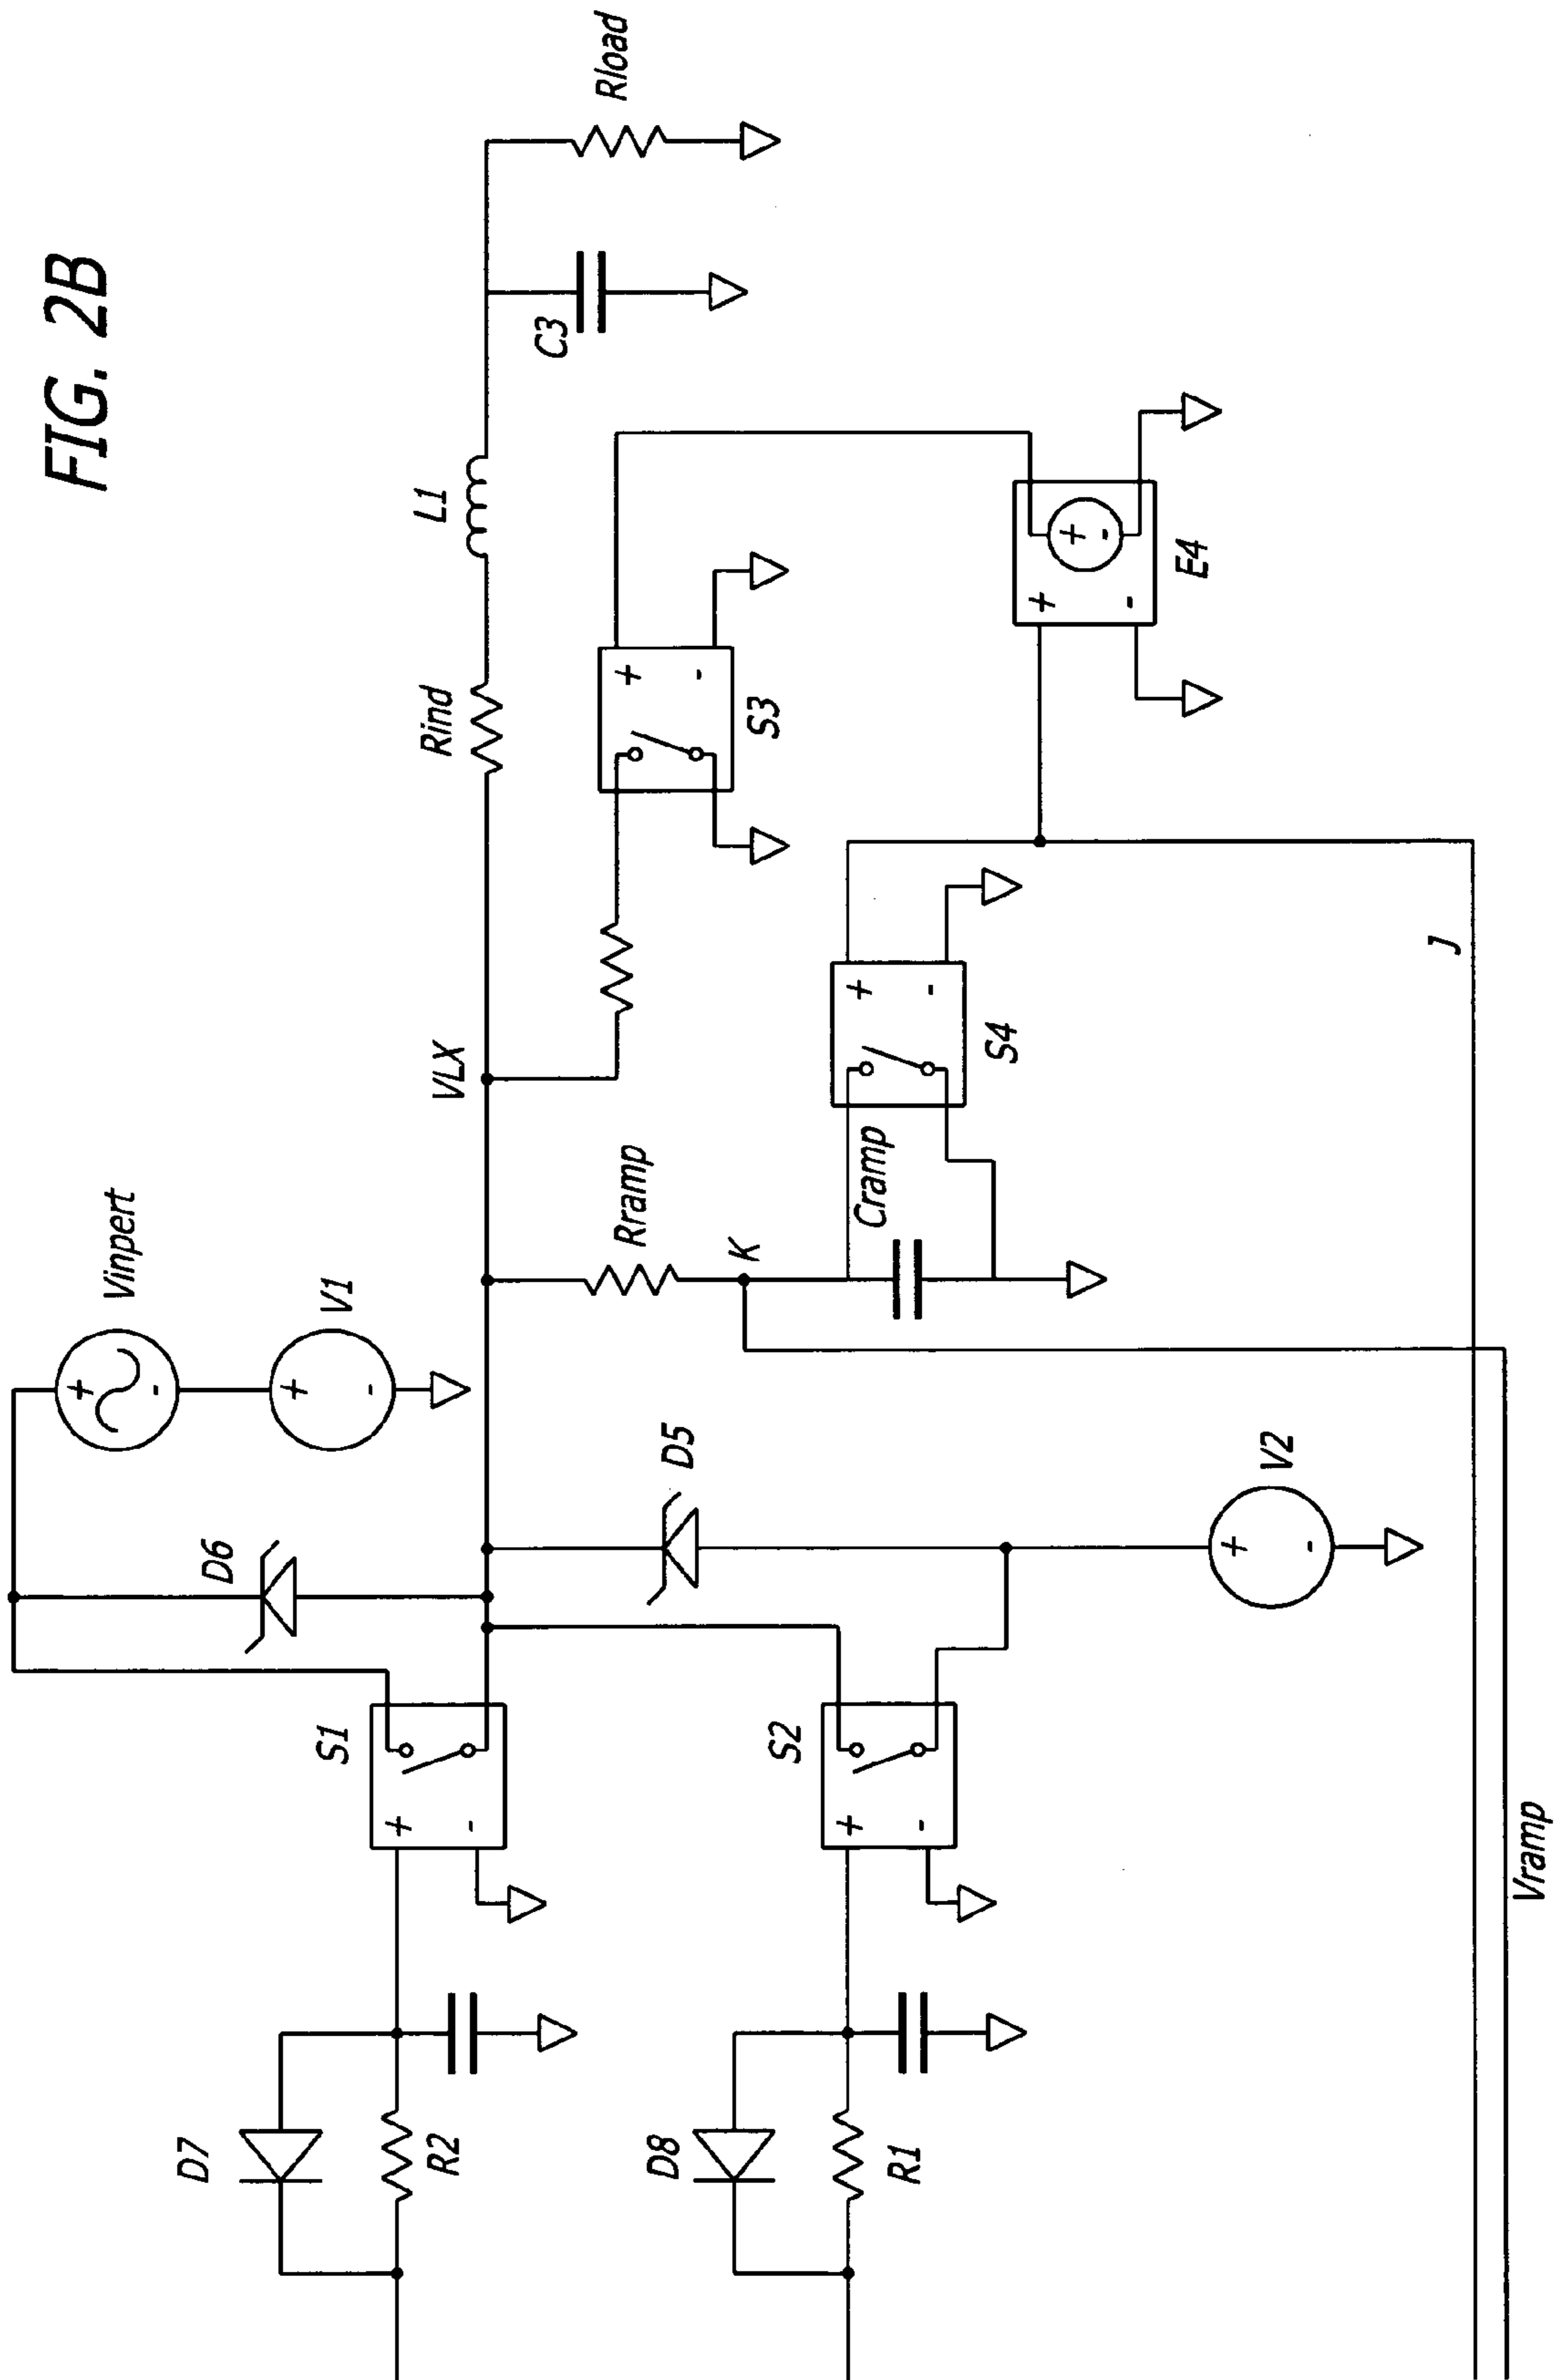 FIG. 2B
Vinpert
V1
D6
S1
+
-
+
-
+
-
D7
R2
VLX
Rind
L1
C3
Rload
D5
Rramp
K
Cramp
S2
+
-
D8
R1
S3
+
-
S4
+
-
E4
+
-
+
-
V2
+
-
J
Vramp